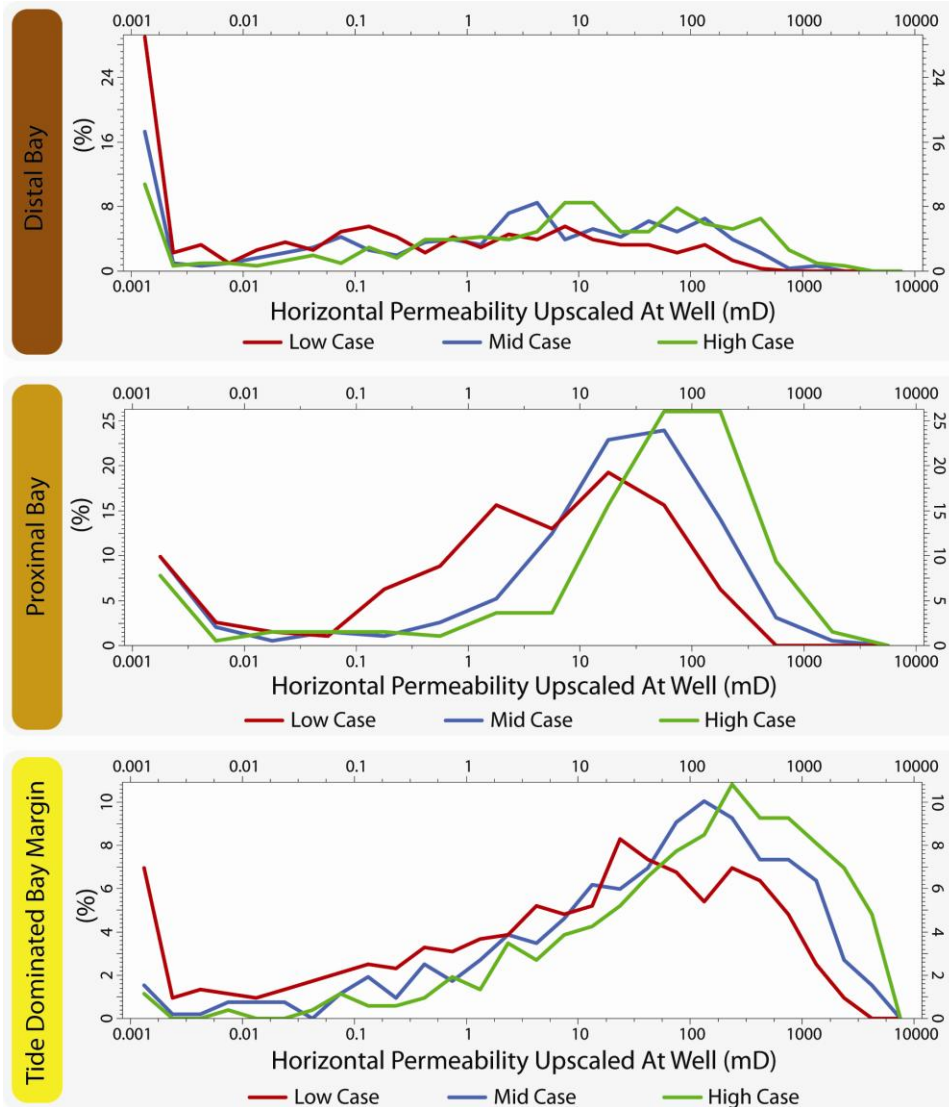 0.001 0.01 0.1 1 10 100 1000 10000
Distal Bay
(%)
24
16
8
0
24
16
8
0
0.001 0.01 0.1 1 10 100 1000 10000
Horizontal Permeability Upscaled At Well (mD)
Low Case Mid Case High Case
0.001 0.01 0.1 1 10 100 1000 10000
Proximal Bay
(%)
25
20
15
10
5
0
25
20
15
10
5
0
0.001 0.01 0.1 1 10 100 1000 10000
Horizontal Permeability Upscaled At Well (mD)
Low Case Mid Case High Case
0.001 0.01 0.1 1 10 100 1000 10000
Tide Dominated Bay Margin
(%)
10
8
6
4
2
0
10
8
6
4
2
0
0.001 0.01 0.1 1 10 100 1000 10000
Horizontal Permeability Upscaled At Well (mD)
Low Case Mid Case High Case